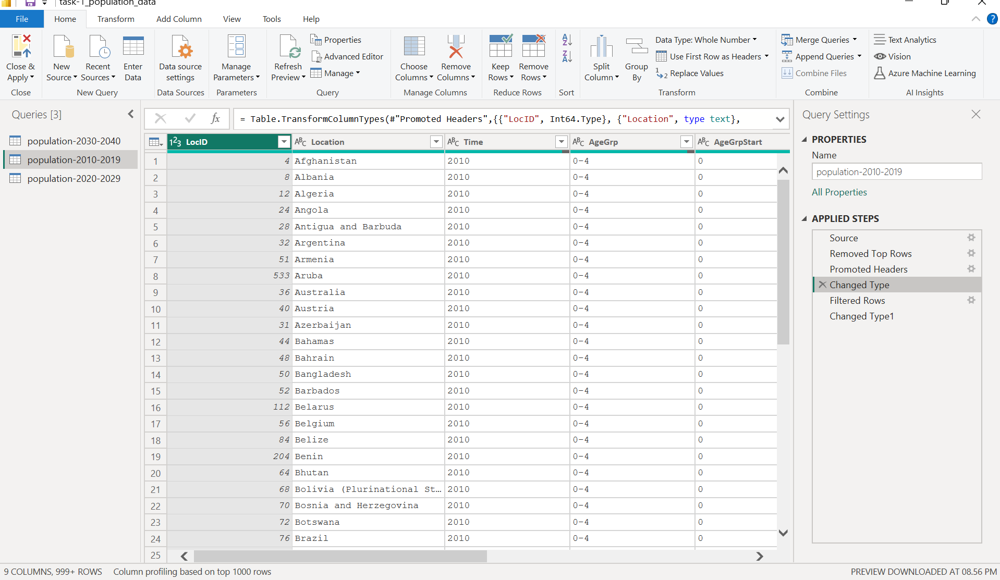 task-1_population_data
File Home Transform Add Column View Tools Help
Close & Apply
Close
New Source
Recent Sources
Enter Data
New Query
Data source settings
Data Sources
Manage Parameters
Parameters
Refresh Preview
Properties
Advanced Editor
Manage
Query
Choose Columns
Remove Columns
Manage Columns
Keep Rows
Remove Rows
Reduce Rows
A
Z
Z
A
Sort
Split Column
Group By
Data Type: Whole Number
Use First Row as Headers
1 2 Replace Values
Transform
Merge Queries
Append Queries
Combine Files
Combine
Text Analytics
Vision
Azure Machine Learning
AI Insights
?
Queries [3]
population-2030-2040
population-2010-2019
population-2020-2029
fx = Table.TransformColumnTypes(#"Promoted Headers",{{"LocID", Int64.Type}, {"Location", type text},
123 LocID ABC Location ABC Time ABC AgeGrp ABC AgeGrpStart
1 4 Afghanistan 2010 0-4 0
2 8 Albania 2010 0-4 0
3 12 Algeria 2010 0-4 0
4 24 Angola 2010 0-4 0
5 28 Antigua and Barbuda 2010 0-4 0
6 32 Argentina 2010 0-4 0
7 51 Armenia 2010 0-4 0
8 533 Aruba 2010 0-4 0
9 36 Australia 2010 0-4 0
10 40 Austria 2010 0-4 0
11 31 Azerbaijan 2010 0-4 0
12 44 Bahamas 2010 0-4 0
13 48 Bahrain 2010 0-4 0
14 50 Bangladesh 2010 0-4 0
15 52 Barbados 2010 0-4 0
16 112 Belarus 2010 0-4 0
17 56 Belgium 2010 0-4 0
18 84 Belize 2010 0-4 0
19 204 Benin 2010 0-4 0
20 64 Bhutan 2010 0-4 0
21 68 Bolivia (Plurinational St... 2010 0-4 0
22 70 Bosnia and Herzegovina 2010 0-4 0
23 72 Botswana 2010 0-4 0
24 76 Brazil 2010 0-4 0
25
Query Settings
PROPERTIES
Name
population-2010-2019
All Properties
APPLIED STEPS
Source
Removed Top Rows
Promoted Headers
Changed Type
Filtered Rows
Changed Type1
9 COLUMNS, 999+ ROWS Column profiling based on top 1000 rows
PREVIEW DOWNLOADED AT 08.56 PM